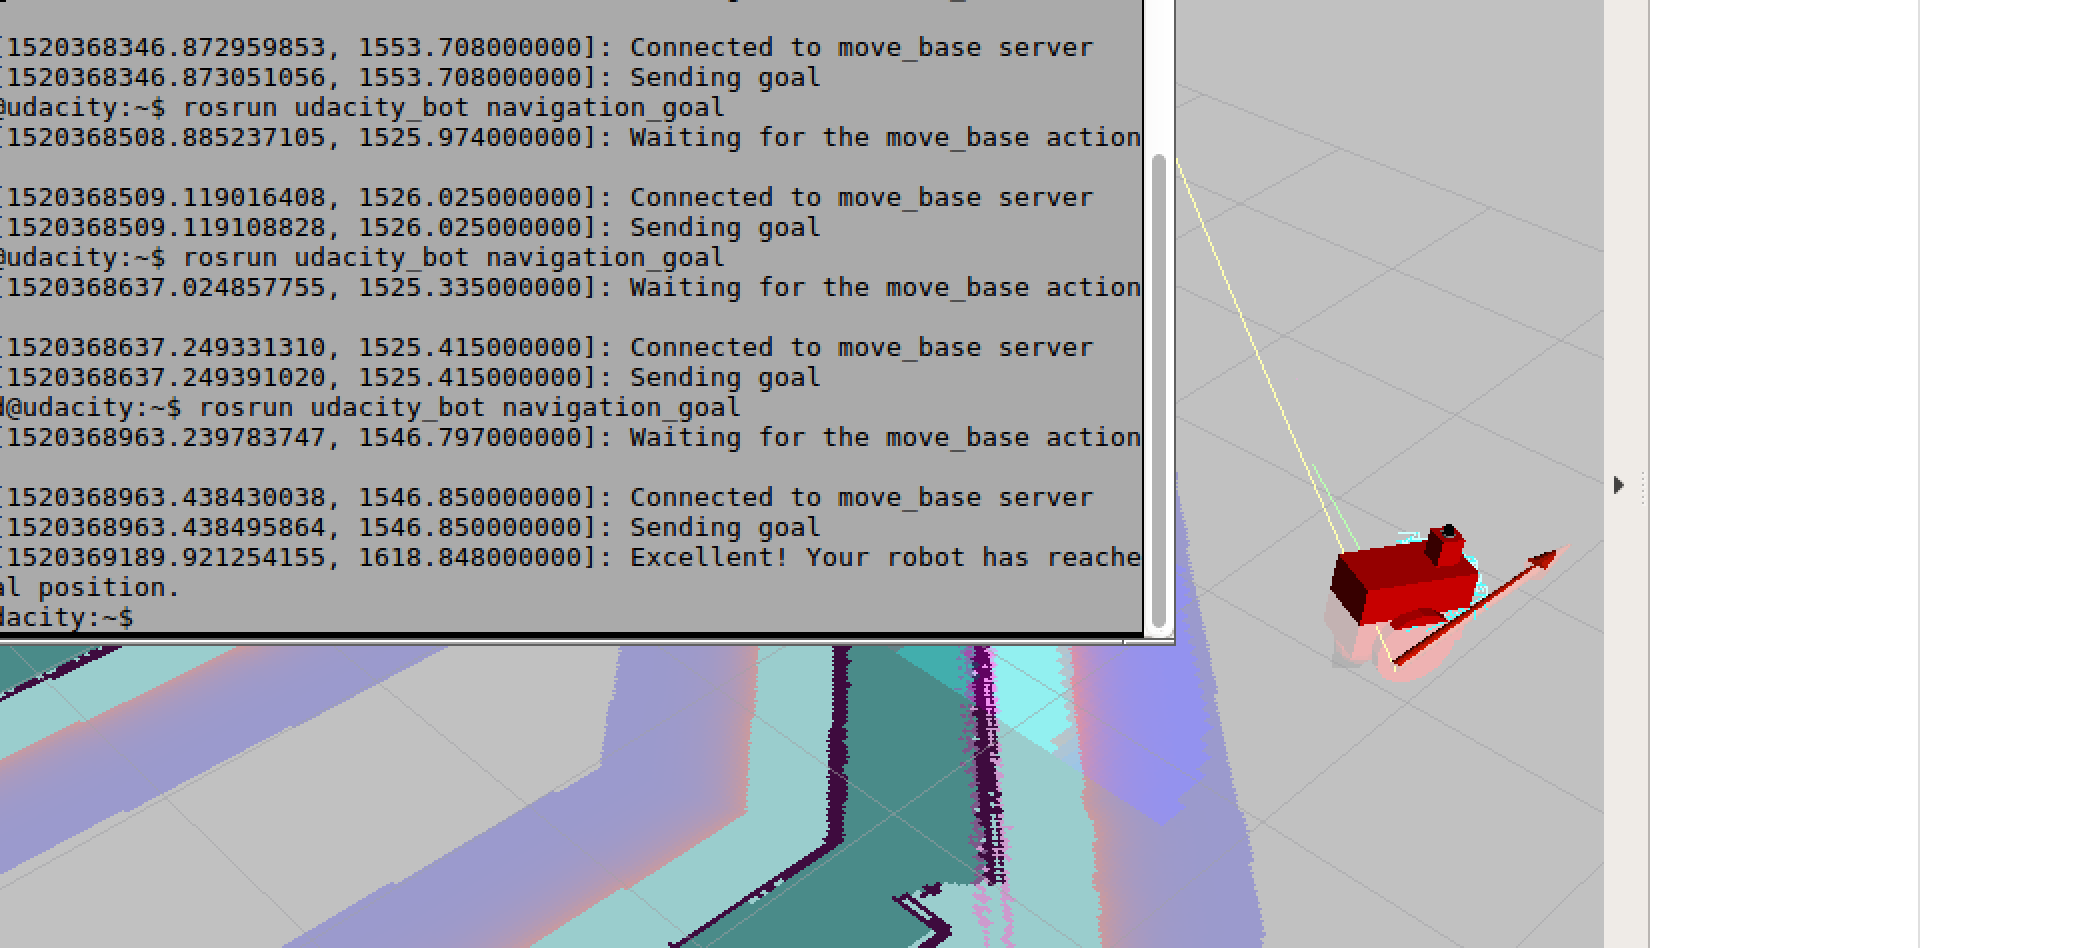 [1520368346.872959853, 1553.708000000]: Connected to move_base server
[1520368346.873051056, 1553.708000000]: Sending goal
@udacity:~$ rosrun udacity_bot navigation_goal
[1520368508.885237105, 1525.974000000]: Waiting for the move_base action
[1520368509.119016408, 1526.025000000]: Connected to move_base server
[1520368509.119108828, 1526.025000000]: Sending goal
@udacity:~$ rosrun udacity_bot navigation_goal
[1520368637.024857755, 1525.335000000]: Waiting for the move_base action
[1520368637.249331310, 1525.415000000]: Connected to move_base server
[1520368637.249391020, 1525.415000000]: Sending goal
d@udacity:~$ rosrun udacity_bot navigation_goal
[1520368963.239783747, 1546.797000000]: Waiting for the move_base action
[1520368963.438430038, 1546.850000000]: Connected to move_base server
[1520368963.438495864, 1546.850000000]: Sending goal
[1520369189.921254155, 1618.848000000]: Excellent! Your robot has reache
al position.
dacity:~$